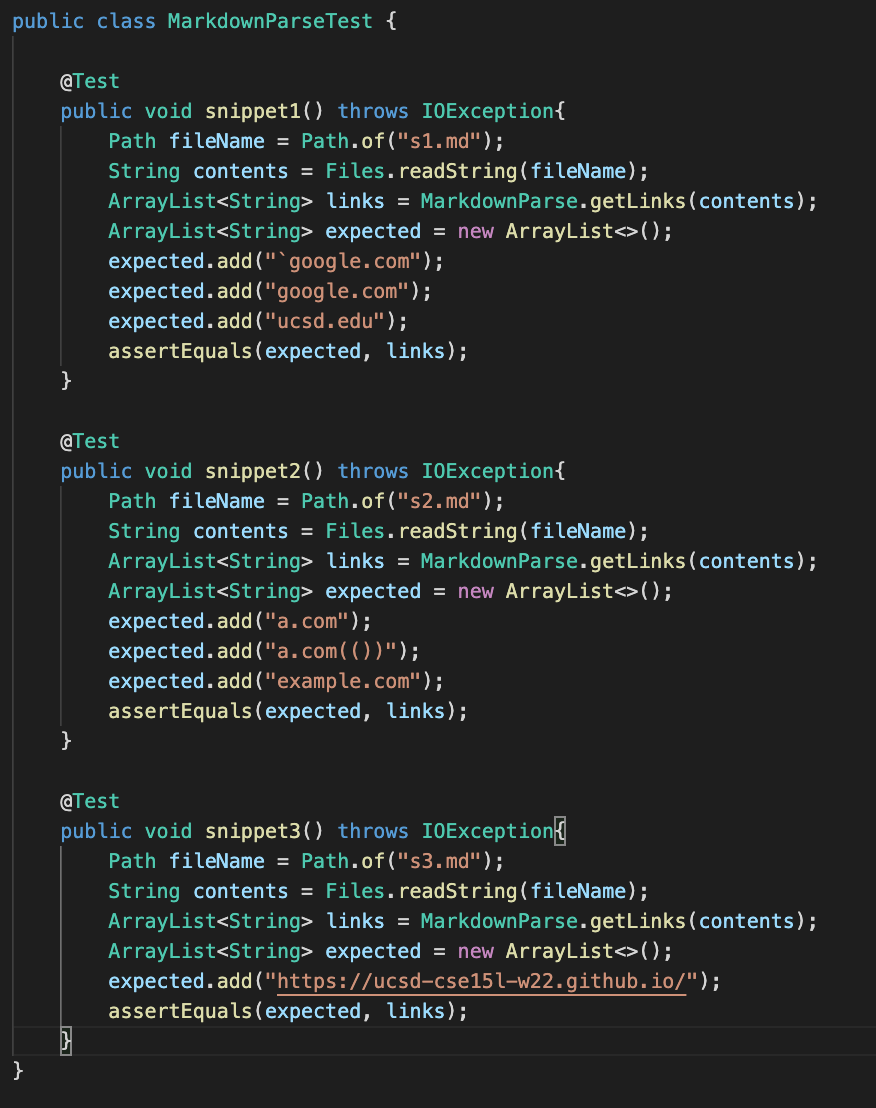 public class MarkdownParseTest {
@Test
public void snippet1() throws IOException{
Path fileName = Path.of("s1.md");
String contents = Files.readString(fileName);
ArrayList<String> links = MarkdownParse.getLinks(contents);
ArrayList<String> expected = new ArrayList<>();
expected.add("`google.com");
expected.add("google.com");
expected.add("ucsd.edu");
assertEquals(expected, links);
}
@Test
public void snippet2() throws IOException{
Path fileName = Path.of("s2.md");
String contents = Files.readString(fileName);
ArrayList<String> links = MarkdownParse.getLinks(contents);
ArrayList<String> expected = new ArrayList<>();
expected.add("a.com");
expected.add("a.com(())");
expected.add("example.com");
assertEquals(expected, links);
}
@Test
public void snippet3() throws IOException{
Path fileName = Path.of("s3.md");
String contents = Files.readString(fileName);
ArrayList<String> links = MarkdownParse.getLinks(contents);
ArrayList<String> expected = new ArrayList<>();
expected.add("https://ucsd-cse15l-w22.github.io/");
assertEquals(expected, links);
}
}